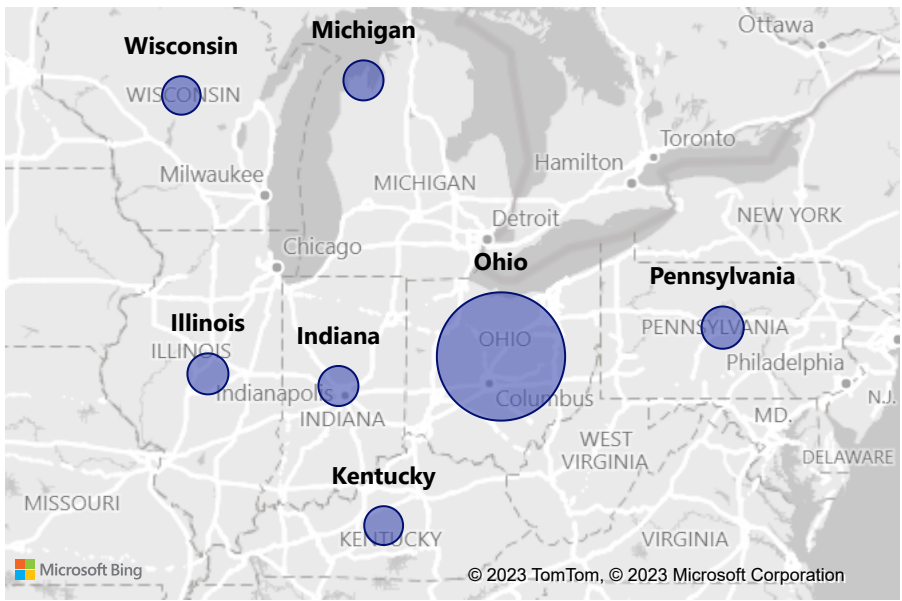 Ottawa
Michigan
Wisconsin
WISCONSIN
Toronto
Hamilton
Milwaukee
MICHIGAN
NEW YORK
Detroit
Chicago
Ohio
Pennsylvania
Illinois
Indiana
PENNSYLVANIA
OHIO
ILLINOIS
Philadelphia
Indianapolis
Columbus
N.J.
INDIANA
MD.
WEST
VIRGINIA
DELAWARE
Kentucky
MISSOURI
KENTUCKY
VIRGINIA
Microsoft Bing
© 2023 TomTom, © 2023 Microsoft Corporation